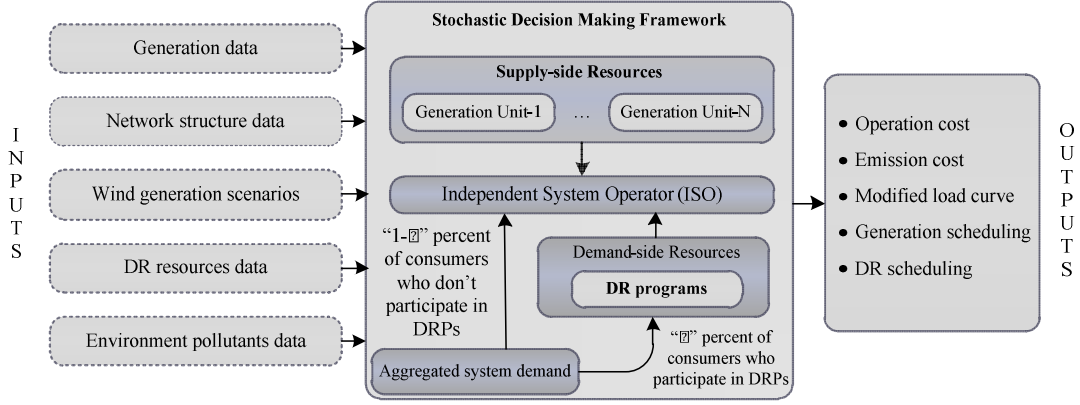 INPUTS
Generation data
Network structure data
Wind generation scenarios
DR resources data
Environment pollutants data
Stochastic Decision Making Framework
Supply-side Resources
Generation Unit-1
…
Generation Unit-N
Independent System Operator (ISO)
“1-⍰” percent
of consumers
who don’t
participate in
DRPs
Demand-side Resources
DR programs
“⍰” percent of
consumers who
participate in DRPs
Aggregated system demand
• Operation cost
• Emission cost
• Modified load curve
• Generation scheduling
• DR scheduling
OUTPUTS